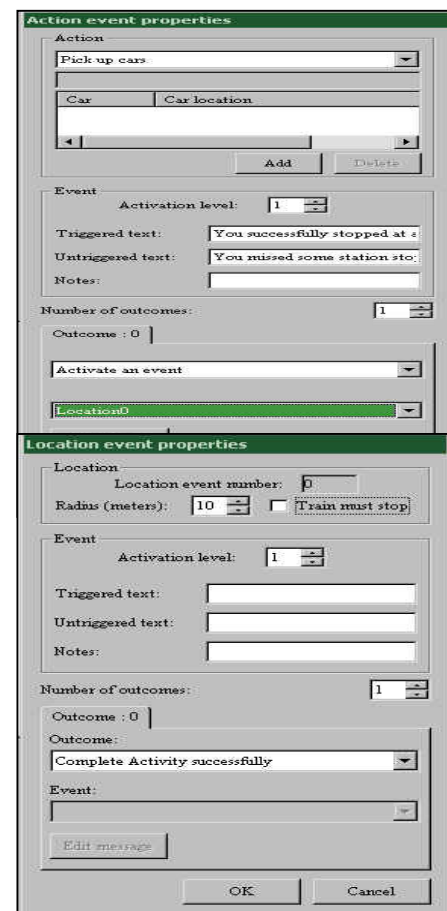 Action event properties
Action
Pick up cars
Car Car location
Add Delete
Event
Activation level: 1
Triggered text: You successfully stopped at a
Untriggered text: You missed some station sto
Notes:
Number of outcomes: 1
Outcome : 0
Activate an event
Location0
Location event properties
Location
Location event number: 0
Radius (meters): 10 Train must stop
Event
Activation level: 1
Triggered text:
Untriggered text:
Notes:
Number of outcomes: 1
Outcome : 0
Outcome:
Complete Activity successfully
Event:
Edit message
OK Cancel